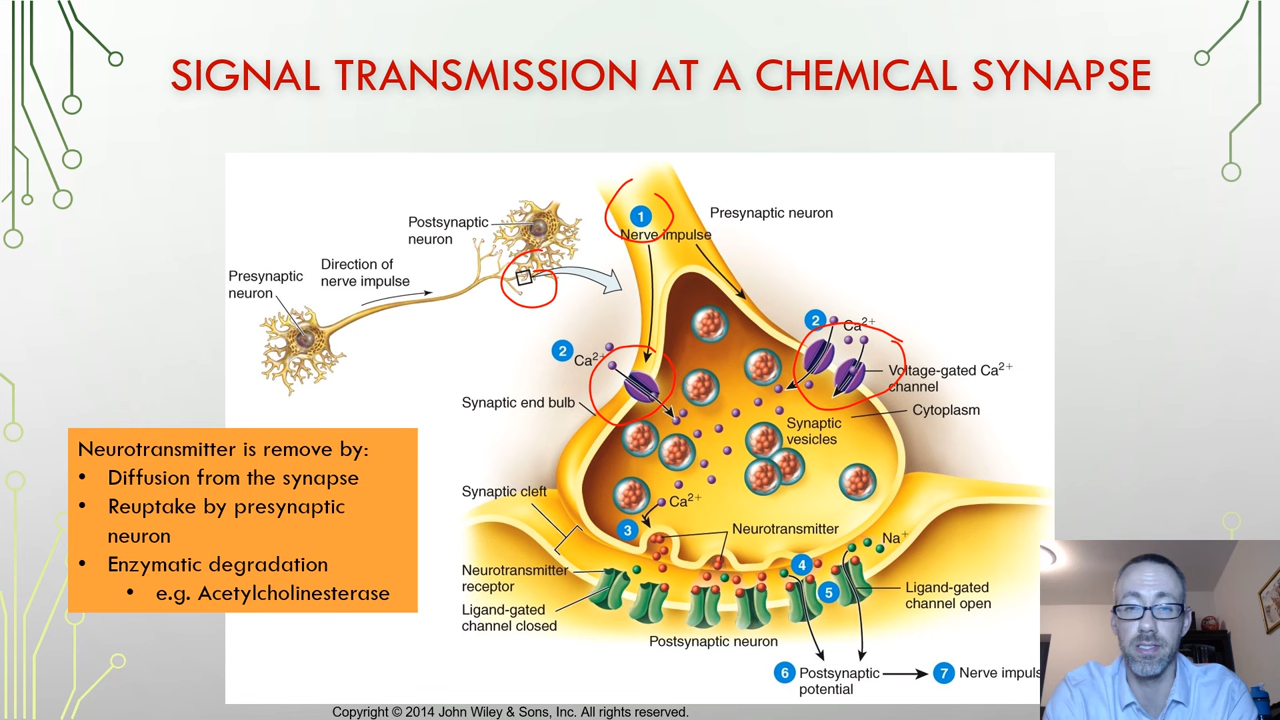 SIGNAL TRANSMISSION AT A CHEMICAL SYNAPSE
Postsynaptic
neuron
Direction of
nerve impulse
Presynaptic
neuron
1
Nerve impulse
Presynaptic neuron
2
Ca2+
2
Ca2+
Voltage-gated Ca2+
channel
Synaptic end bulb
Cytoplasm
Synaptic
vesicles
Synaptic cleft
Ca2+
3
Neurotransmitter
Na+
4
Neurotransmitter
receptor
5
Ligand-gated
channel open
Ligand-gated
channel closed
Postsynaptic neuron
6 Postsynaptic
potential
7 Nerve impuls
Neurotransmitter is remove by:
• Diffusion from the synapse
• Reuptake by presynaptic
neuron
• Enzymatic degradation
• e.g. Acetylcholinesterase
Copyright © 2014 John Wiley & Sons, Inc. All rights reserved.